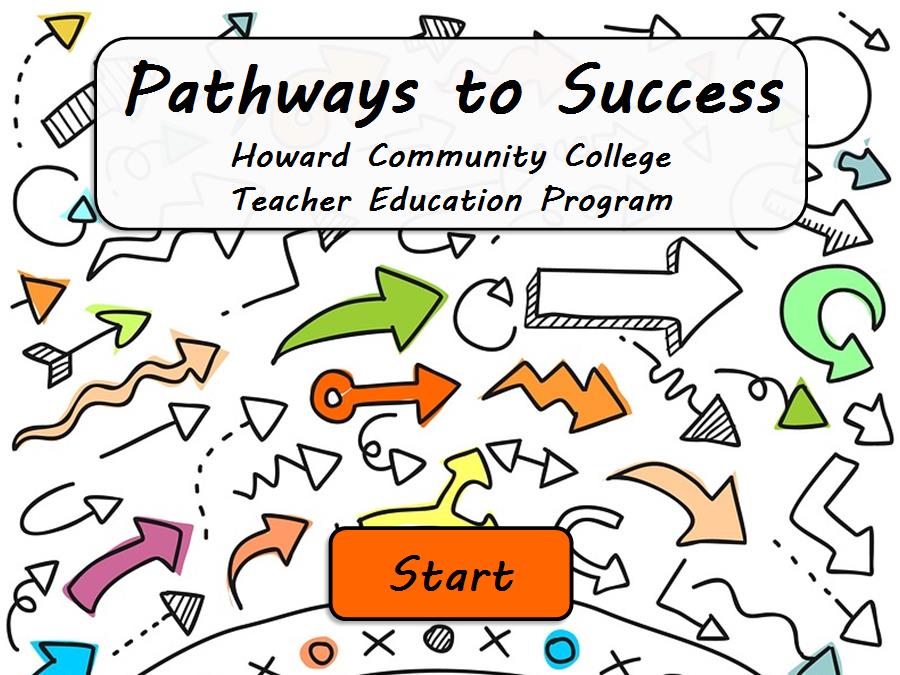 Pathways to Success
Howard Community College
Teacher Education Program
Start